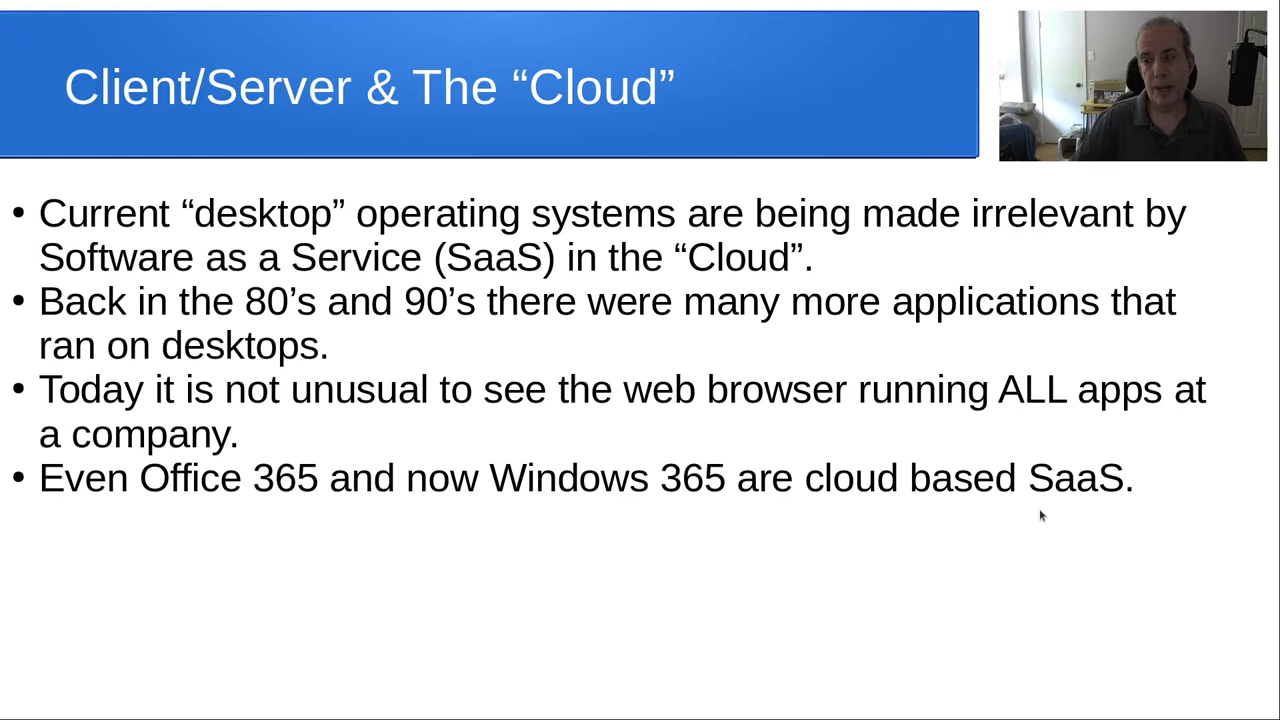 Client/Server & The “Cloud”
• Current “desktop” operating systems are being made irrelevant by
Software as a Service (SaaS) in the “Cloud”.
• Back in the 80’s and 90’s there were many more applications that
ran on desktops.
• Today it is not unusual to see the web browser running ALL apps at
a company.
• Even Office 365 and now Windows 365 are cloud based SaaS.